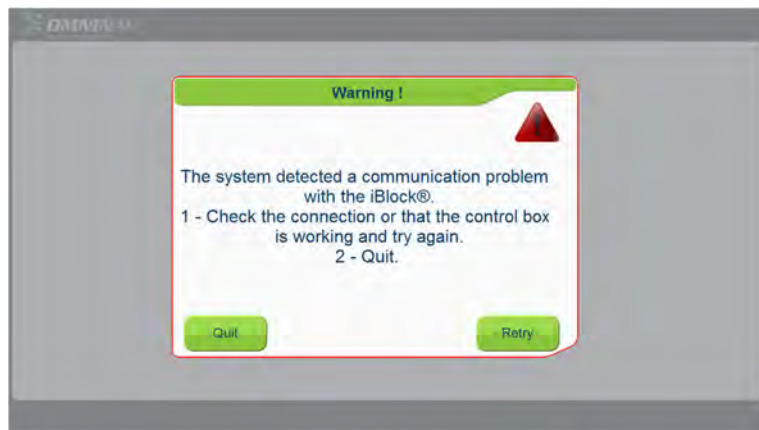 Warning !
The system detected a communication problem
with the iBlock®.
1 - Check the connection or that the control box
is working and try again.
2 - Quit.
Quit
Retry